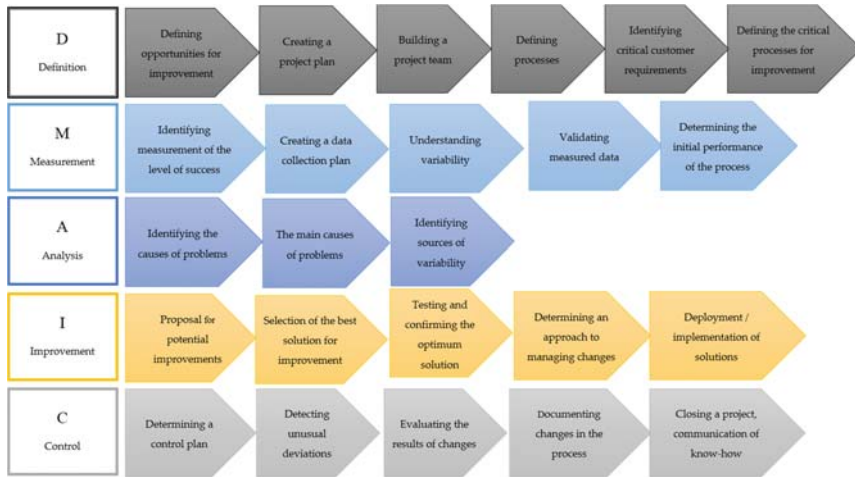 D
Definition
Defining
opportunities for
improvement
Creating a
project plan
Building a
project team
Defining
processes
Identifying
critical customer
requirements
Defining the critical
processes for
improvement
M
Measurement
Identifying
measurement of the
level of success
Creating a data
collection plan
Understanding
variability
Validating
measured data
Determining the
initial performance
of the process
A
Analysis
Identifying the
causes of problems
The main causes
of problems
Identifying
sources of
variability
I
Improvement
Proposal for
potential
improvements
Selection of the best
solution for
improvement
Testing and
confirming the
optimum
solution
Determining an
approach to
managing changes
Deployment /
implementation of
solutions
C
Control
Determining a
control plan
Detecting
unusual
deviations
Evaluating the
results of changes
Documenting
changes in the
process
Closing a project,
communication of
know-how